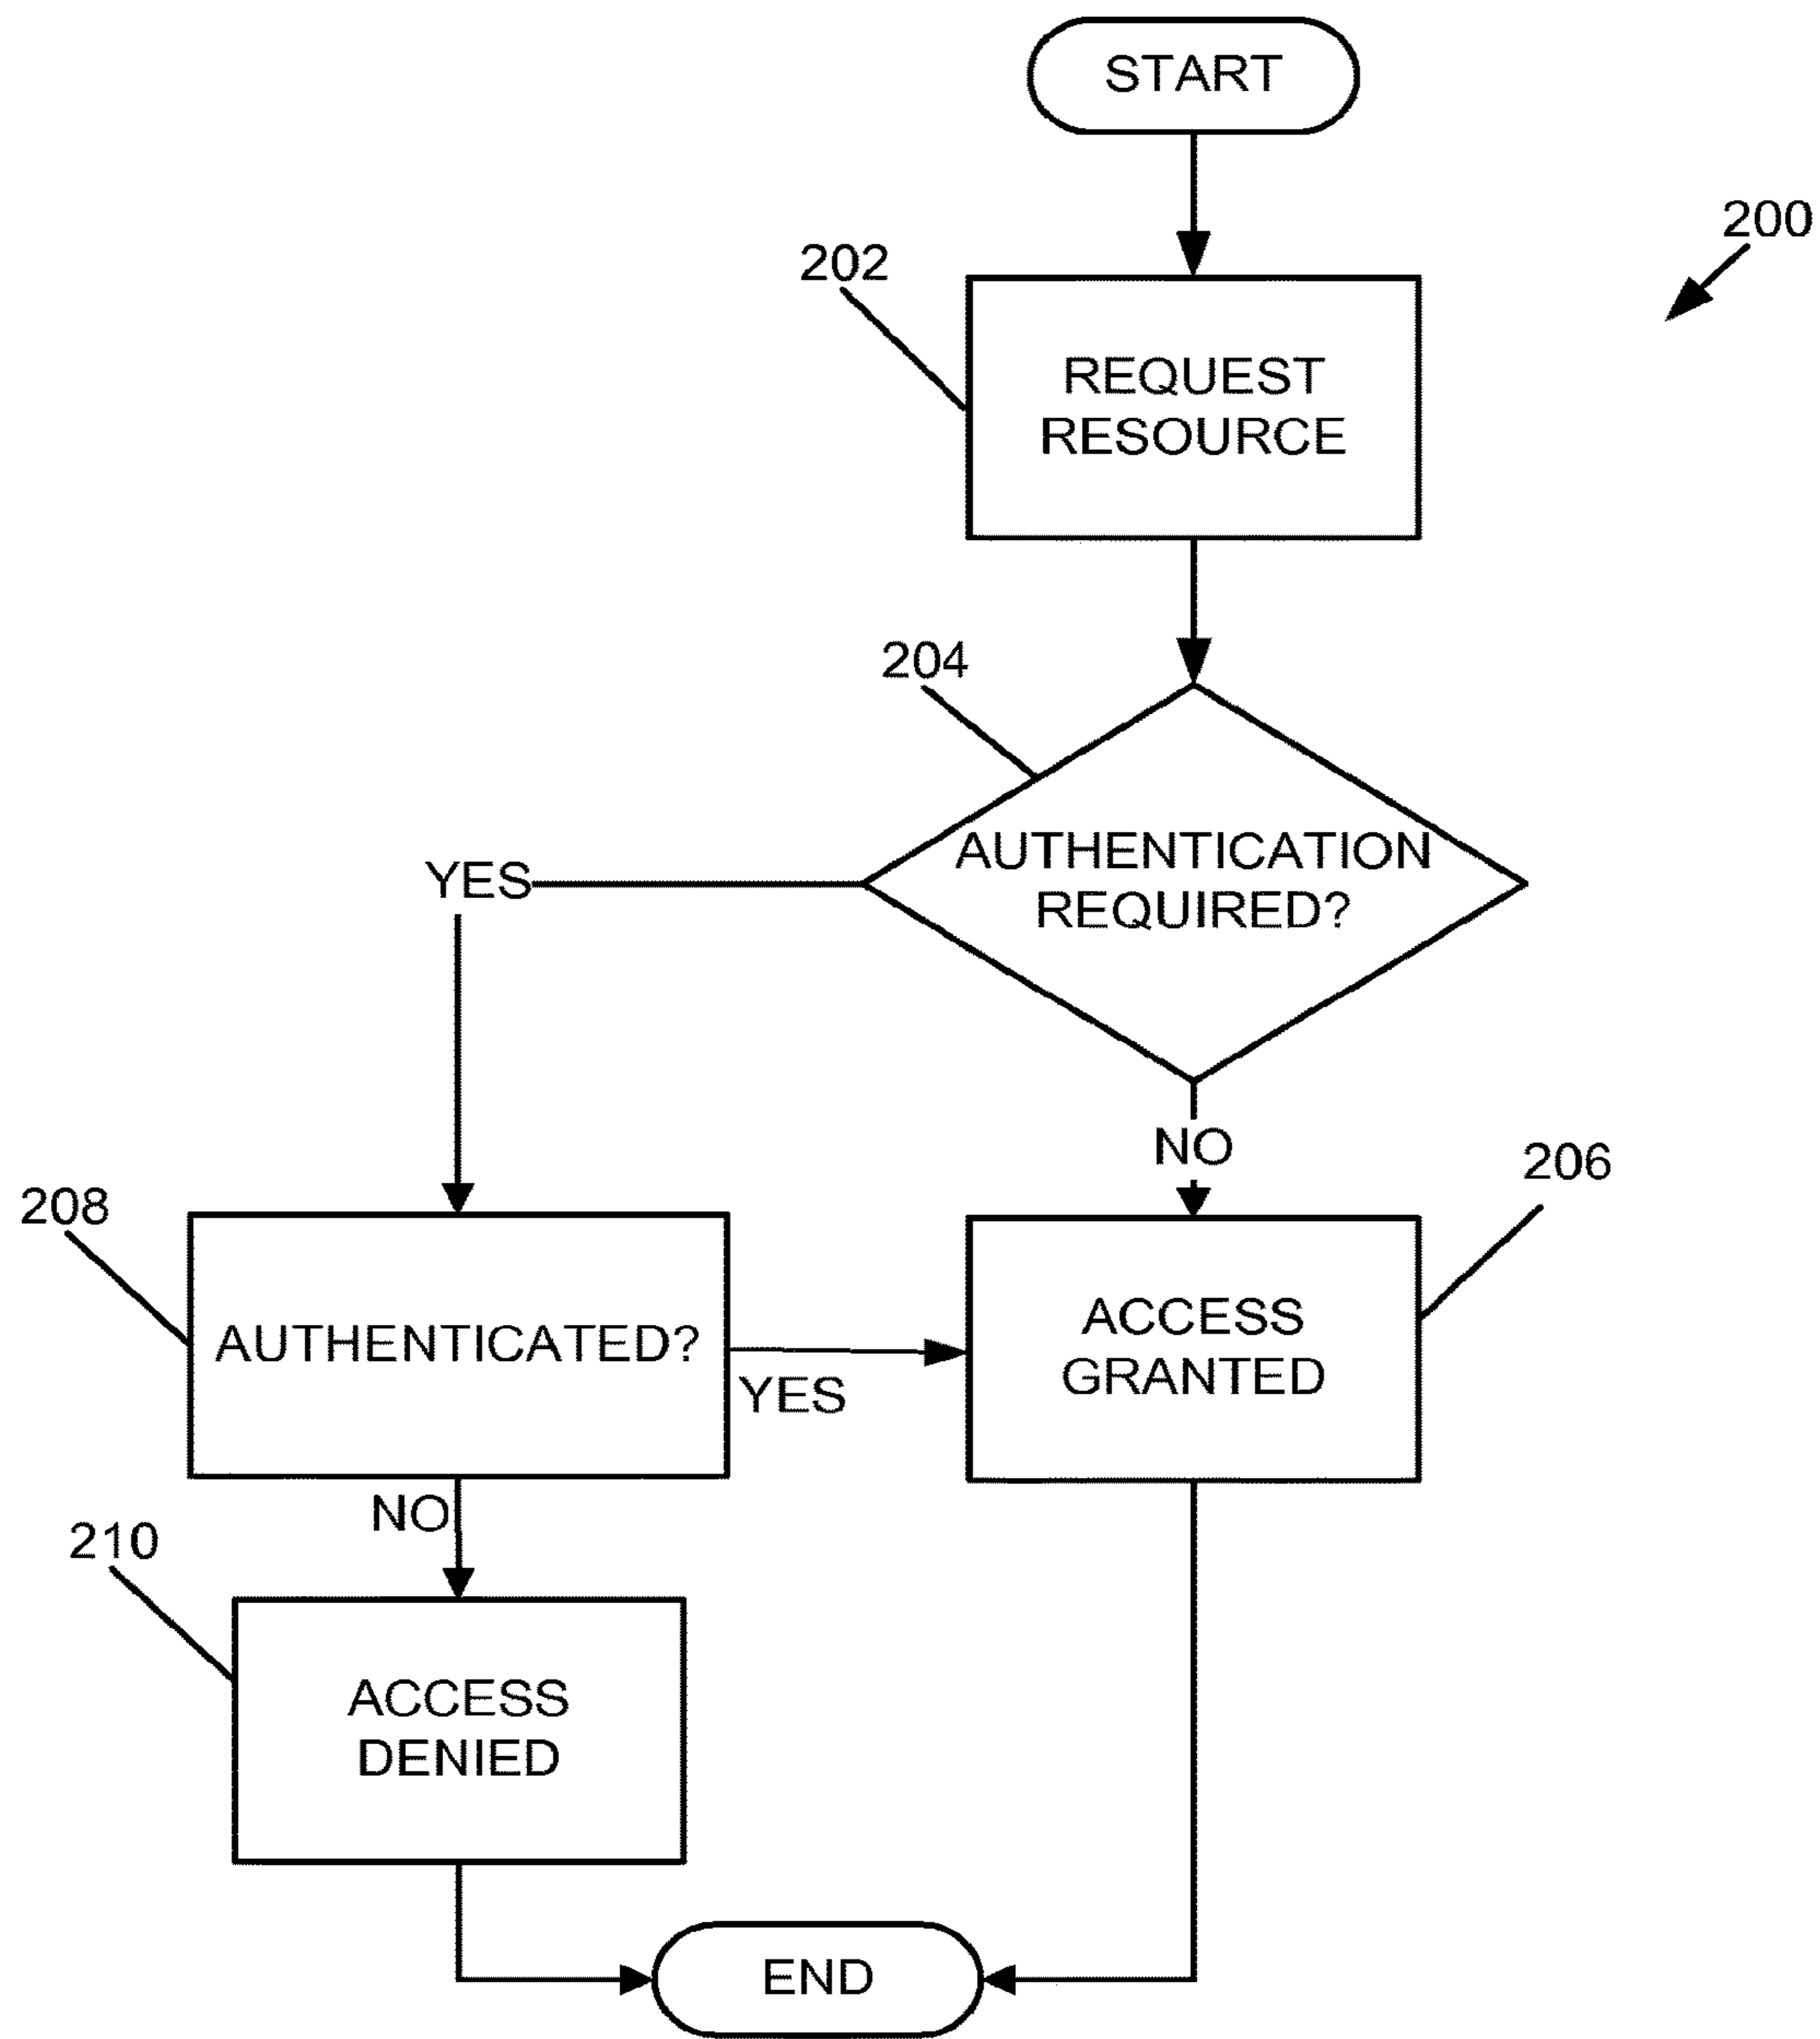 START
200
202
REQUEST
RESOURCE
204
AUTHENTICATION
REQUIRED?
YES
NO
206
208
AUTHENTICATED?
YES
ACCESS
GRANTED
NO
210
ACCESS
DENIED
END